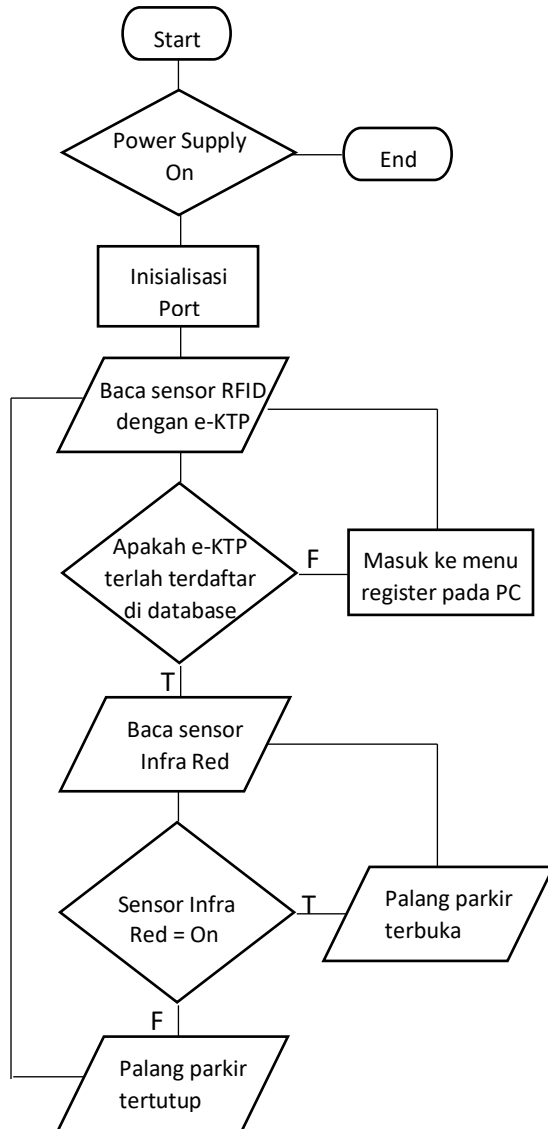 Start
Power Supply
On
End
Inisialisasi
Port
Baca sensor RFID
dengan e-KTP
Apakah e-KTP
terlah terdaftar
di database
F
Masuk ke menu
register pada PC
T
Baca sensor
Infra Red
Sensor Infra
Red = On
T
Palang parkir
terbuka
F
Palang parkir
tertutup